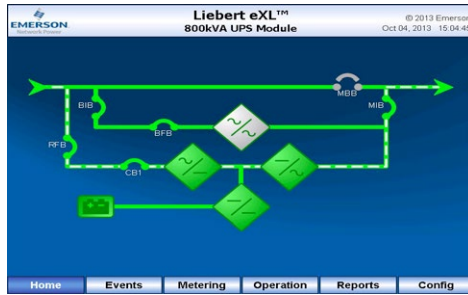 EMERSON
Network Power
Liebert eXL™
800kVA UPS Module
© 2013 Emerson
Oct 04, 2013 15:04:45
MBB
BIB
MIB
BFB
RFB
CB1
Home Events Metering Operation Reports Config